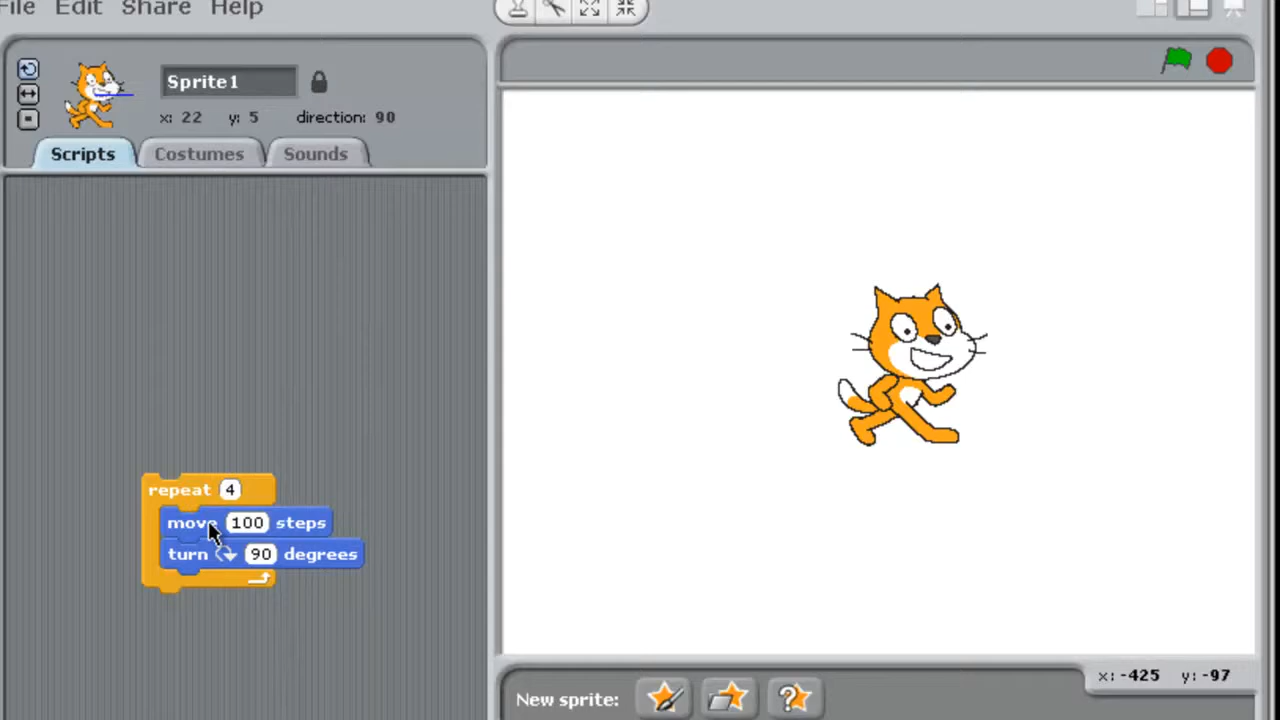 File Edit Share Help
Sprite1
x: 22 y: 5 direction: 90
Scripts Costumes Sounds
repeat 4
move 100 steps
turn 90 degrees
New sprite:
x: -425 y: -97